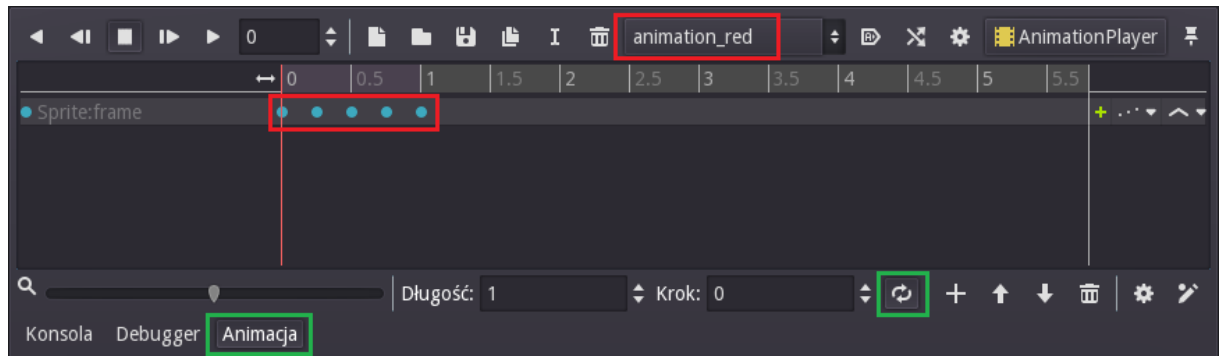 0 animation_red AnimationPlayer
0 0.5 1 1.5 2 2.5 3 3.5 4 4.5 5 5.5
Sprite:frame
Długość: 1 Krok: 0
Konsola Debugger Animacja